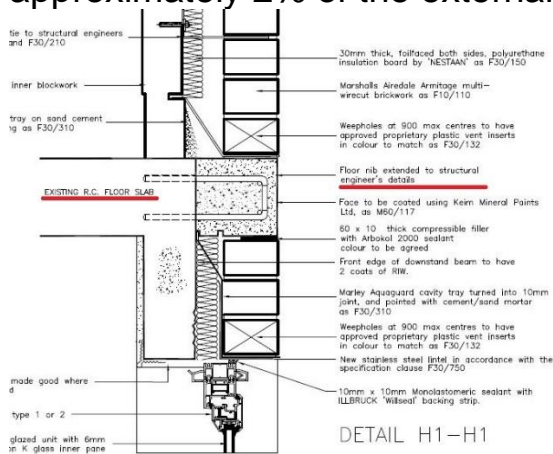 approximately 2% of the external
tie to structural engineers
and F30/210
inner blockwork
tray on sand cement
ng as F30/310
EXISTING R.C. FLOOR SLAB
made good where
d
type 1 or 2
glazed unit with 6mm
on K glass inner pane
30mm thick, foilfaced both sides, polyurethane
insulation board by 'NESTAAN' as F30/150
Marshalls Airedale Armitage multi-
wirecut brickwork as F10/110
Weepholes at 900 max centres to have
approved proprietary plastic vent inserts
in colour to match as F30/132
Floor rib extended to structural
engineer's details
Face to be coated using Keim Mineral Paints
Ltd, as M60/117
60 x 10 thick compressible filler
with Arbokol 2000 sealant
colour to be agreed
Front edge of downstand beam to have
2 coats of RIW.
Marley Aquaguard cavity tray turned into 10mm
joint, and pointed with cement/sand mortar
as F30/310
Weepholes at 900 max centres to have
approved proprietary plastic vent inserts
in colour to match as F30/132
New stainless steel lintel in accordance with the
specification clause F30/750
10mm x 10mm Monolastomeric sealant with
ILLBRUCK 'Willseal' backing strip.
DETAIL H1-H1